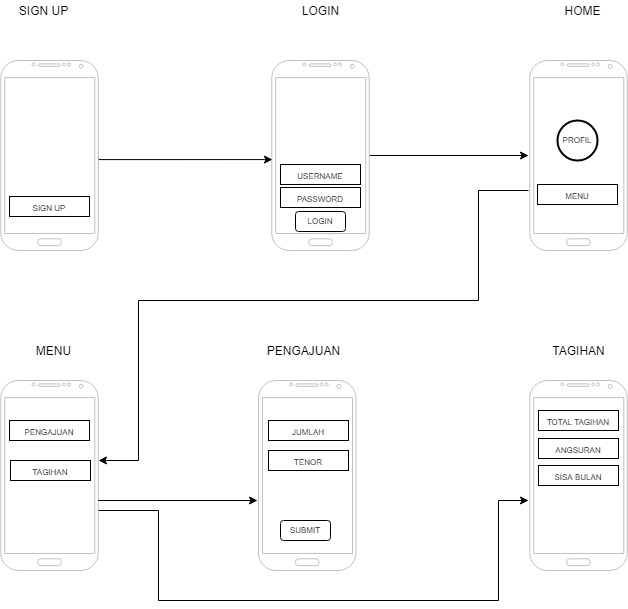 SIGN UP
LOGIN
HOME
SIGN UP
USERNAME
PASSWORD
LOGIN
PROFIL
MENU
MENU
PENGAJUAN
TAGIHAN
PENGAJUAN
TAGIHAN
JUMLAH
TENOR
SUBMIT
TOTAL TAGIHAN
ANGSURAN
SISA BULAN